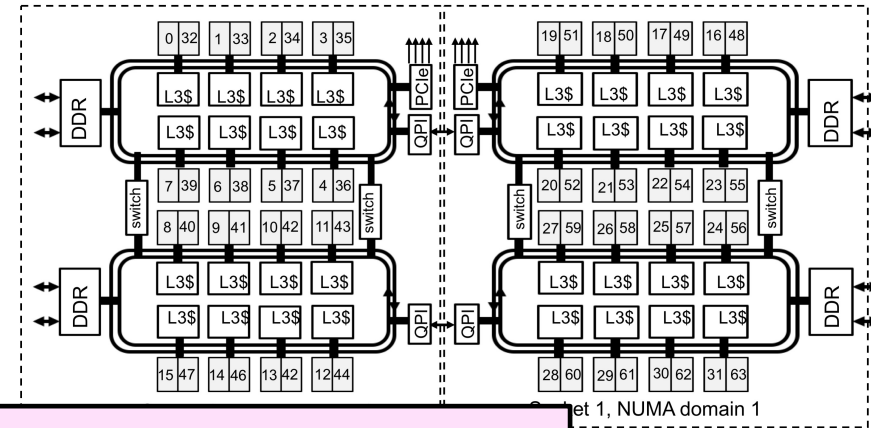 0 32 1 33 2 34 3 35 19 51 18 50 17 49 16 48
DDR L3$ L3$ L3$ L3$ PCIe PCIe L3$ L3$ L3$ L3$ DDR
L3$ L3$ L3$ L3$ QPI QPI L3$ L3$ L3$ L3$
7 39 6 38 5 37 4 36 20 52 21 53 22 54 23 55
switch switch switch switch
8 40 9 41 10 42 11 43 27 59 26 58 25 57 24 56
DDR L3$ L3$ L3$ L3$ L3$ L3$ L3$ L3$ DDR
L3$ L3$ L3$ L3$ QPI QPI L3$ L3$ L3$ L3$
15 47 14 46 13 42 12 44 28 60 29 61 30 62 31 63
et 1, NUMA domain 1